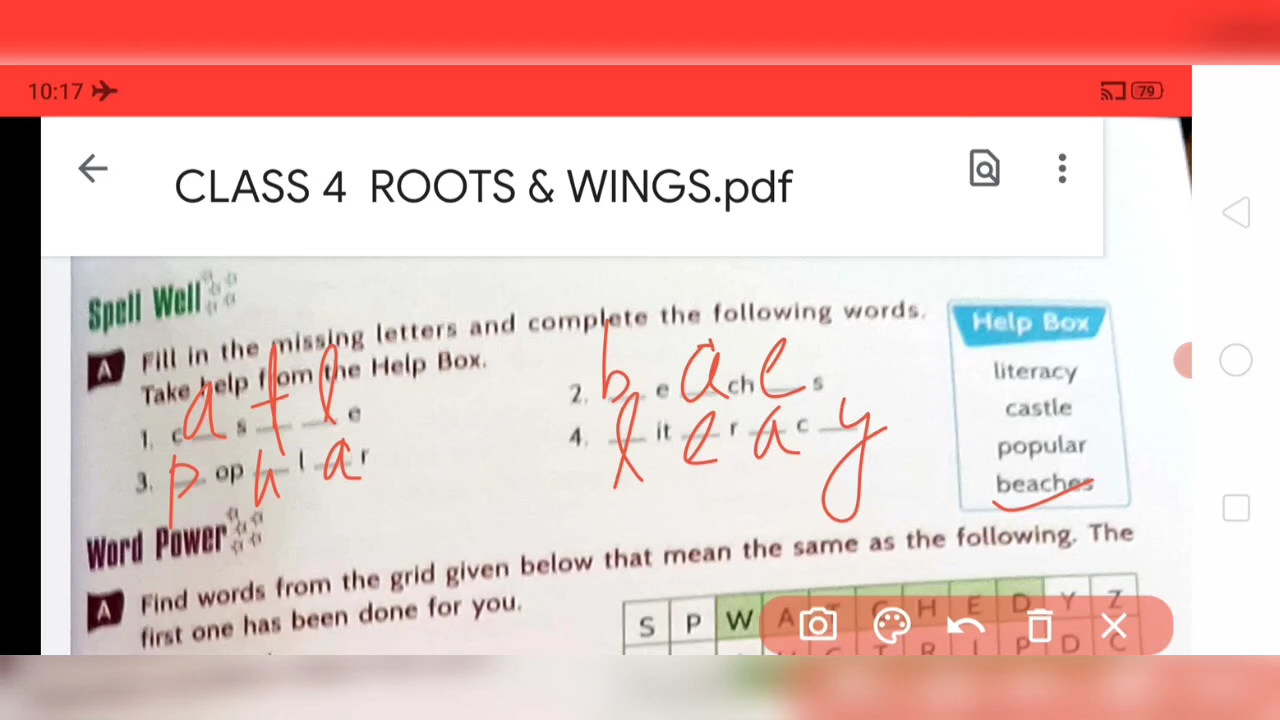 10:17 79
CLASS 4 ROOTS & WINGS.pdf
Spell Well
A Fill in the missing letters and complete the following words.
Take help from the Help Box.
1. c a s t l e
2. b e a ch e s
3. p op u l a r
4. l it e r a c y
Help Box
literacy
castle
popular
beaches
Word Power
A Find words from the grid given below that mean the same as the following. The
first one has been done for you.
S P W A T C H E D Y Z
R I P D C